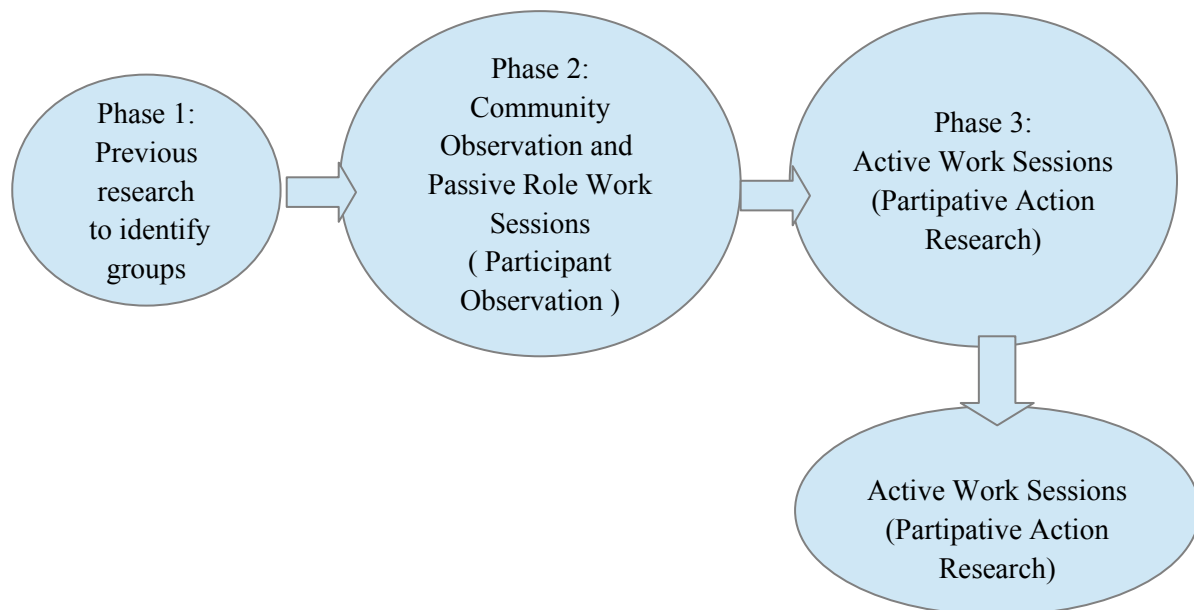 Phase 1:
Previous
research
to identify
groups
Phase 2:
Community
Observation and
Passive Role Work
Sessions
( Participant
Observation )
Phase 3:
Active Work Sessions
(Partipative Action
Research)
Active Work Sessions
(Partipative Action
Research)